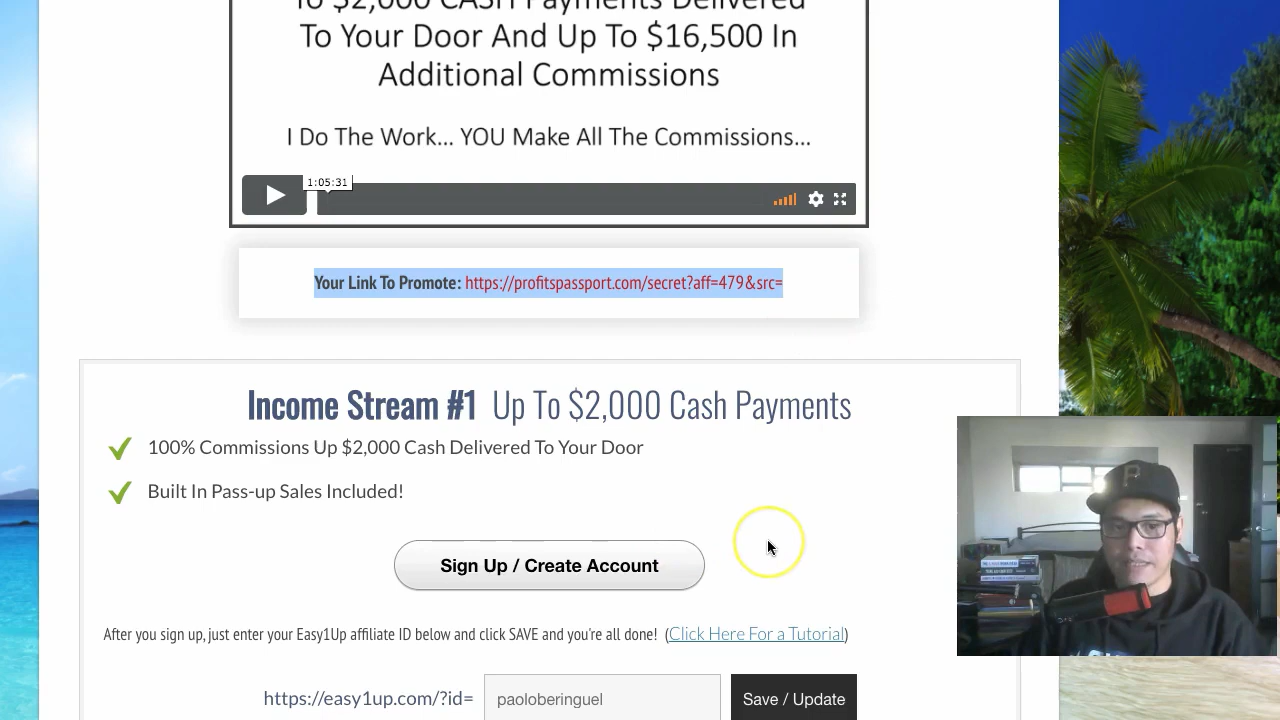 To $2,000 CASH Payments Delivered
To Your Door And Up To $16,500 In
Additional Commissions
I Do The Work... YOU Make All The Commissions...
1:05:31
Your Link To Promote: https://profitspassport.com/secret?aff=479&src=
Income Stream #1 Up To $2,000 Cash Payments
100% Commissions Up $2,000 Cash Delivered To Your Door
Built In Pass-up Sales Included!
Sign Up / Create Account
After you sign up, just enter your Easy1Up affiliate ID below and click SAVE and you're all done! (Click Here For a Tutorial)
https://easy1up.com/?id= paoloberinguel Save / Update
P